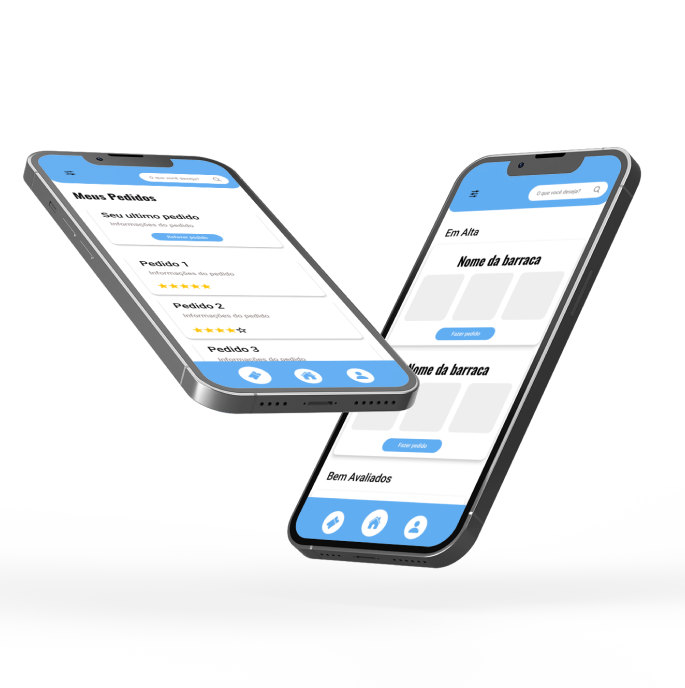 O que você deseja?
Meus Pedidos
Seu ultimo pedido
Informações do pedido
Refazer pedido
Pedido 1
Informações do pedido
Pedido 2
Informações do pedido
Pedido 3
Informações do pedido
O que você deseja?
Em Alta
Nome da barraca
Fazer pedido
Nome da barraca
Fazer pedido
Bem Avaliados